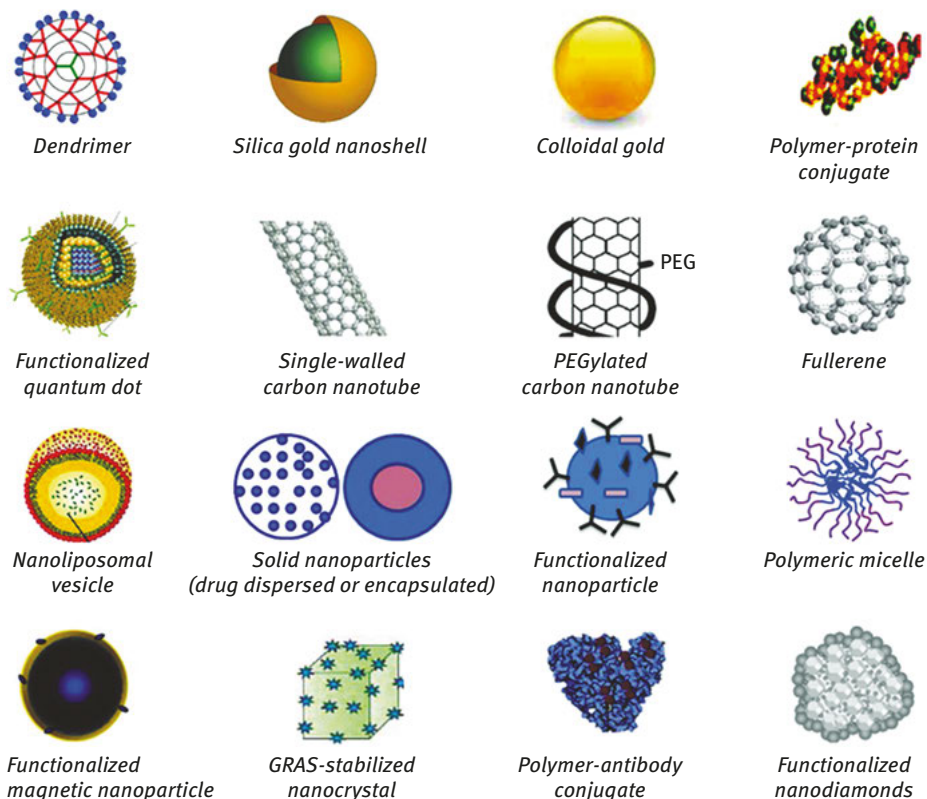 Dendrimer
Silica gold nanoshell
Colloidal gold
Polymer-protein
conjugate
PEG
Functionalized
quantum dot
Single-walled
carbon nanotube
PEGylated
carbon nanotube
Fullerene
Nanoliposomal
vesicle
Solid nanoparticles
(drug dispersed or encapsulated)
Functionalized
nanoparticle
Polymeric micelle
Functionalized
magnetic nanoparticle
GRAS-stabilized
nanocrystal
Polymer-antibody
conjugate
Functionalized
nanodiamonds